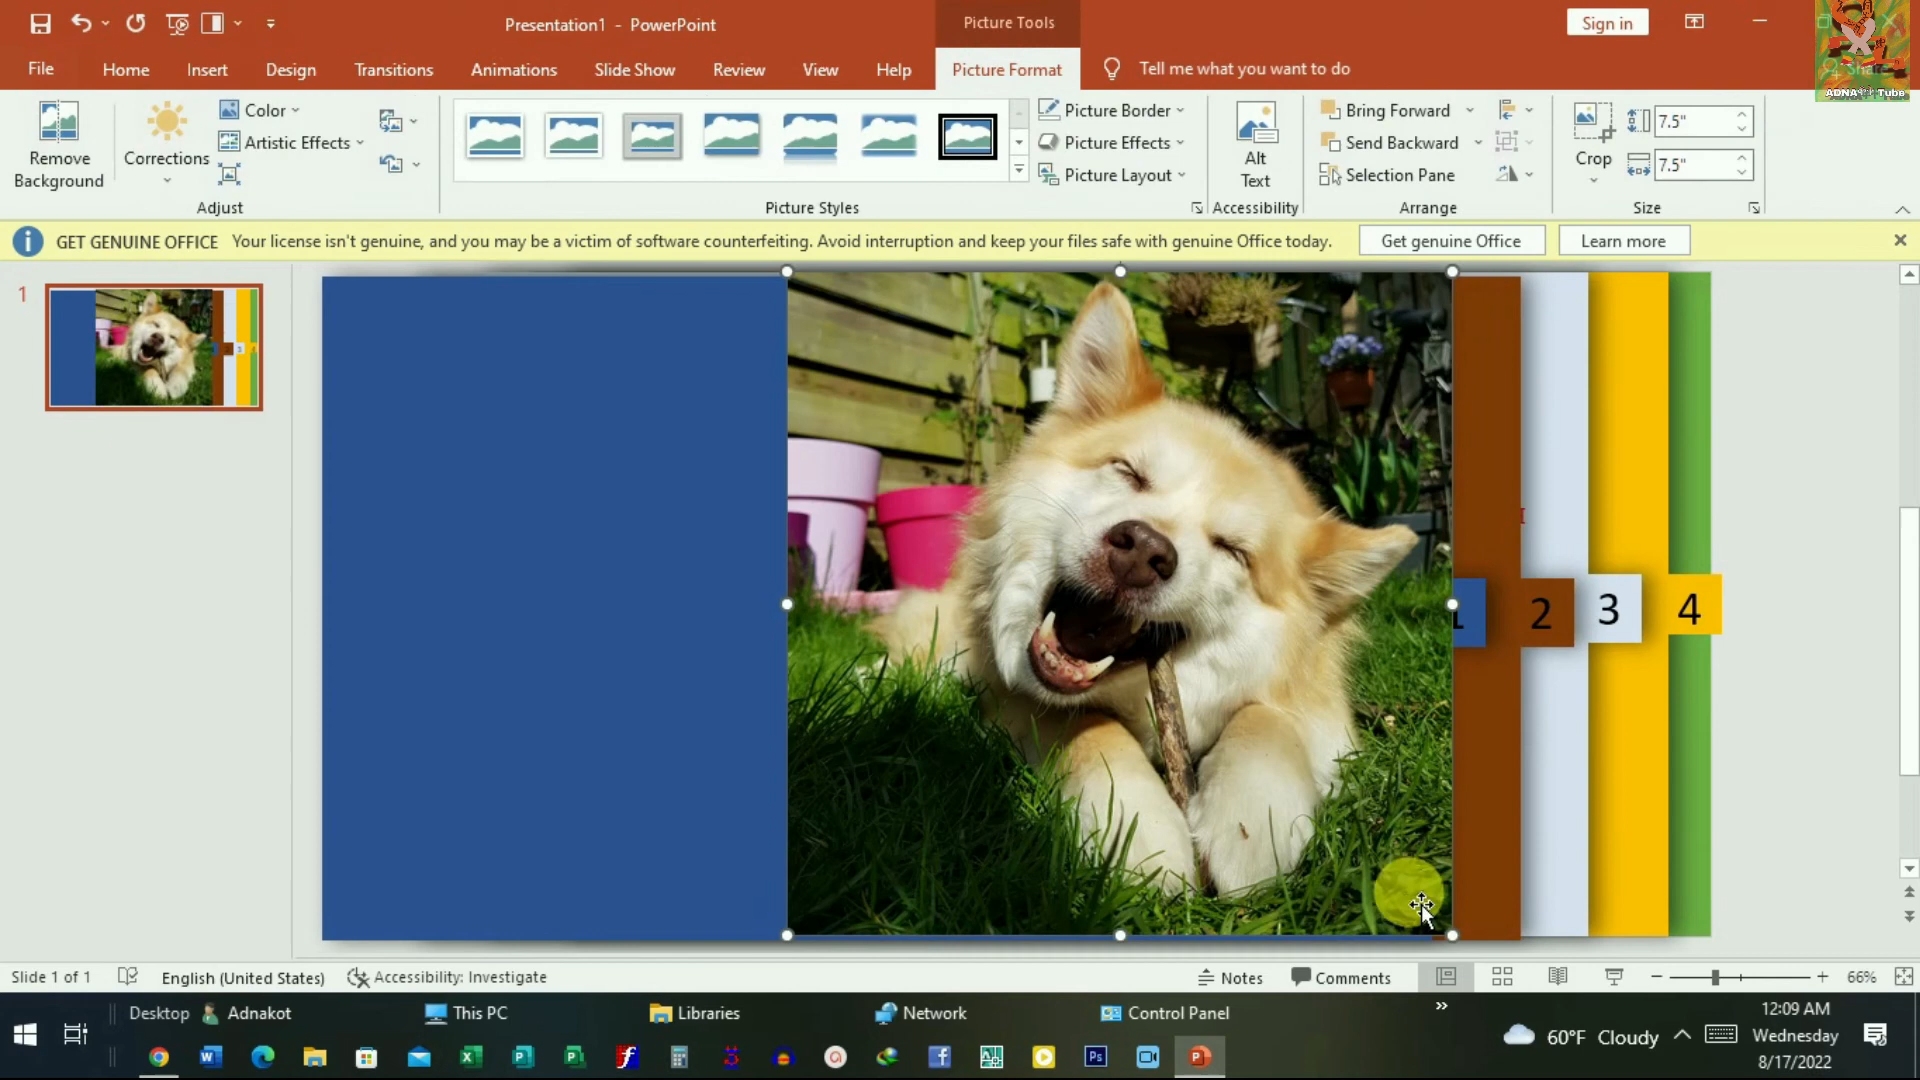 Presentation1 - PowerPoint
Picture Tools
Sign in
File
Home
Insert
Design
Transitions
Animations
Slide Show
Review
View
Help
Picture Format
Tell me what you want to do
ADNA
Tube
Remove Background
Corrections
Color
Artistic Effects
Adjust
Picture Styles
Picture Border
Picture Effects
Picture Layout
Alt Text
Accessibility
Bring Forward
Send Backward
Selection Pane
Arrange
Crop
7.5"
7.5"
Size
GET GENUINE OFFICE Your license isn't genuine, and you may be a victim of software counterfeiting. Avoid interruption and keep your files safe with genuine Office today.
Get genuine Office
Learn more
1
1
2
3
4
Slide 1 of 1
English (United States)
Accessibility: Investigate
Notes
Comments
66%
Desktop
Adnakot
This PC
Libraries
Network
Control Panel
60°F Cloudy
12:09 AM
Wednesday
8/17/2022